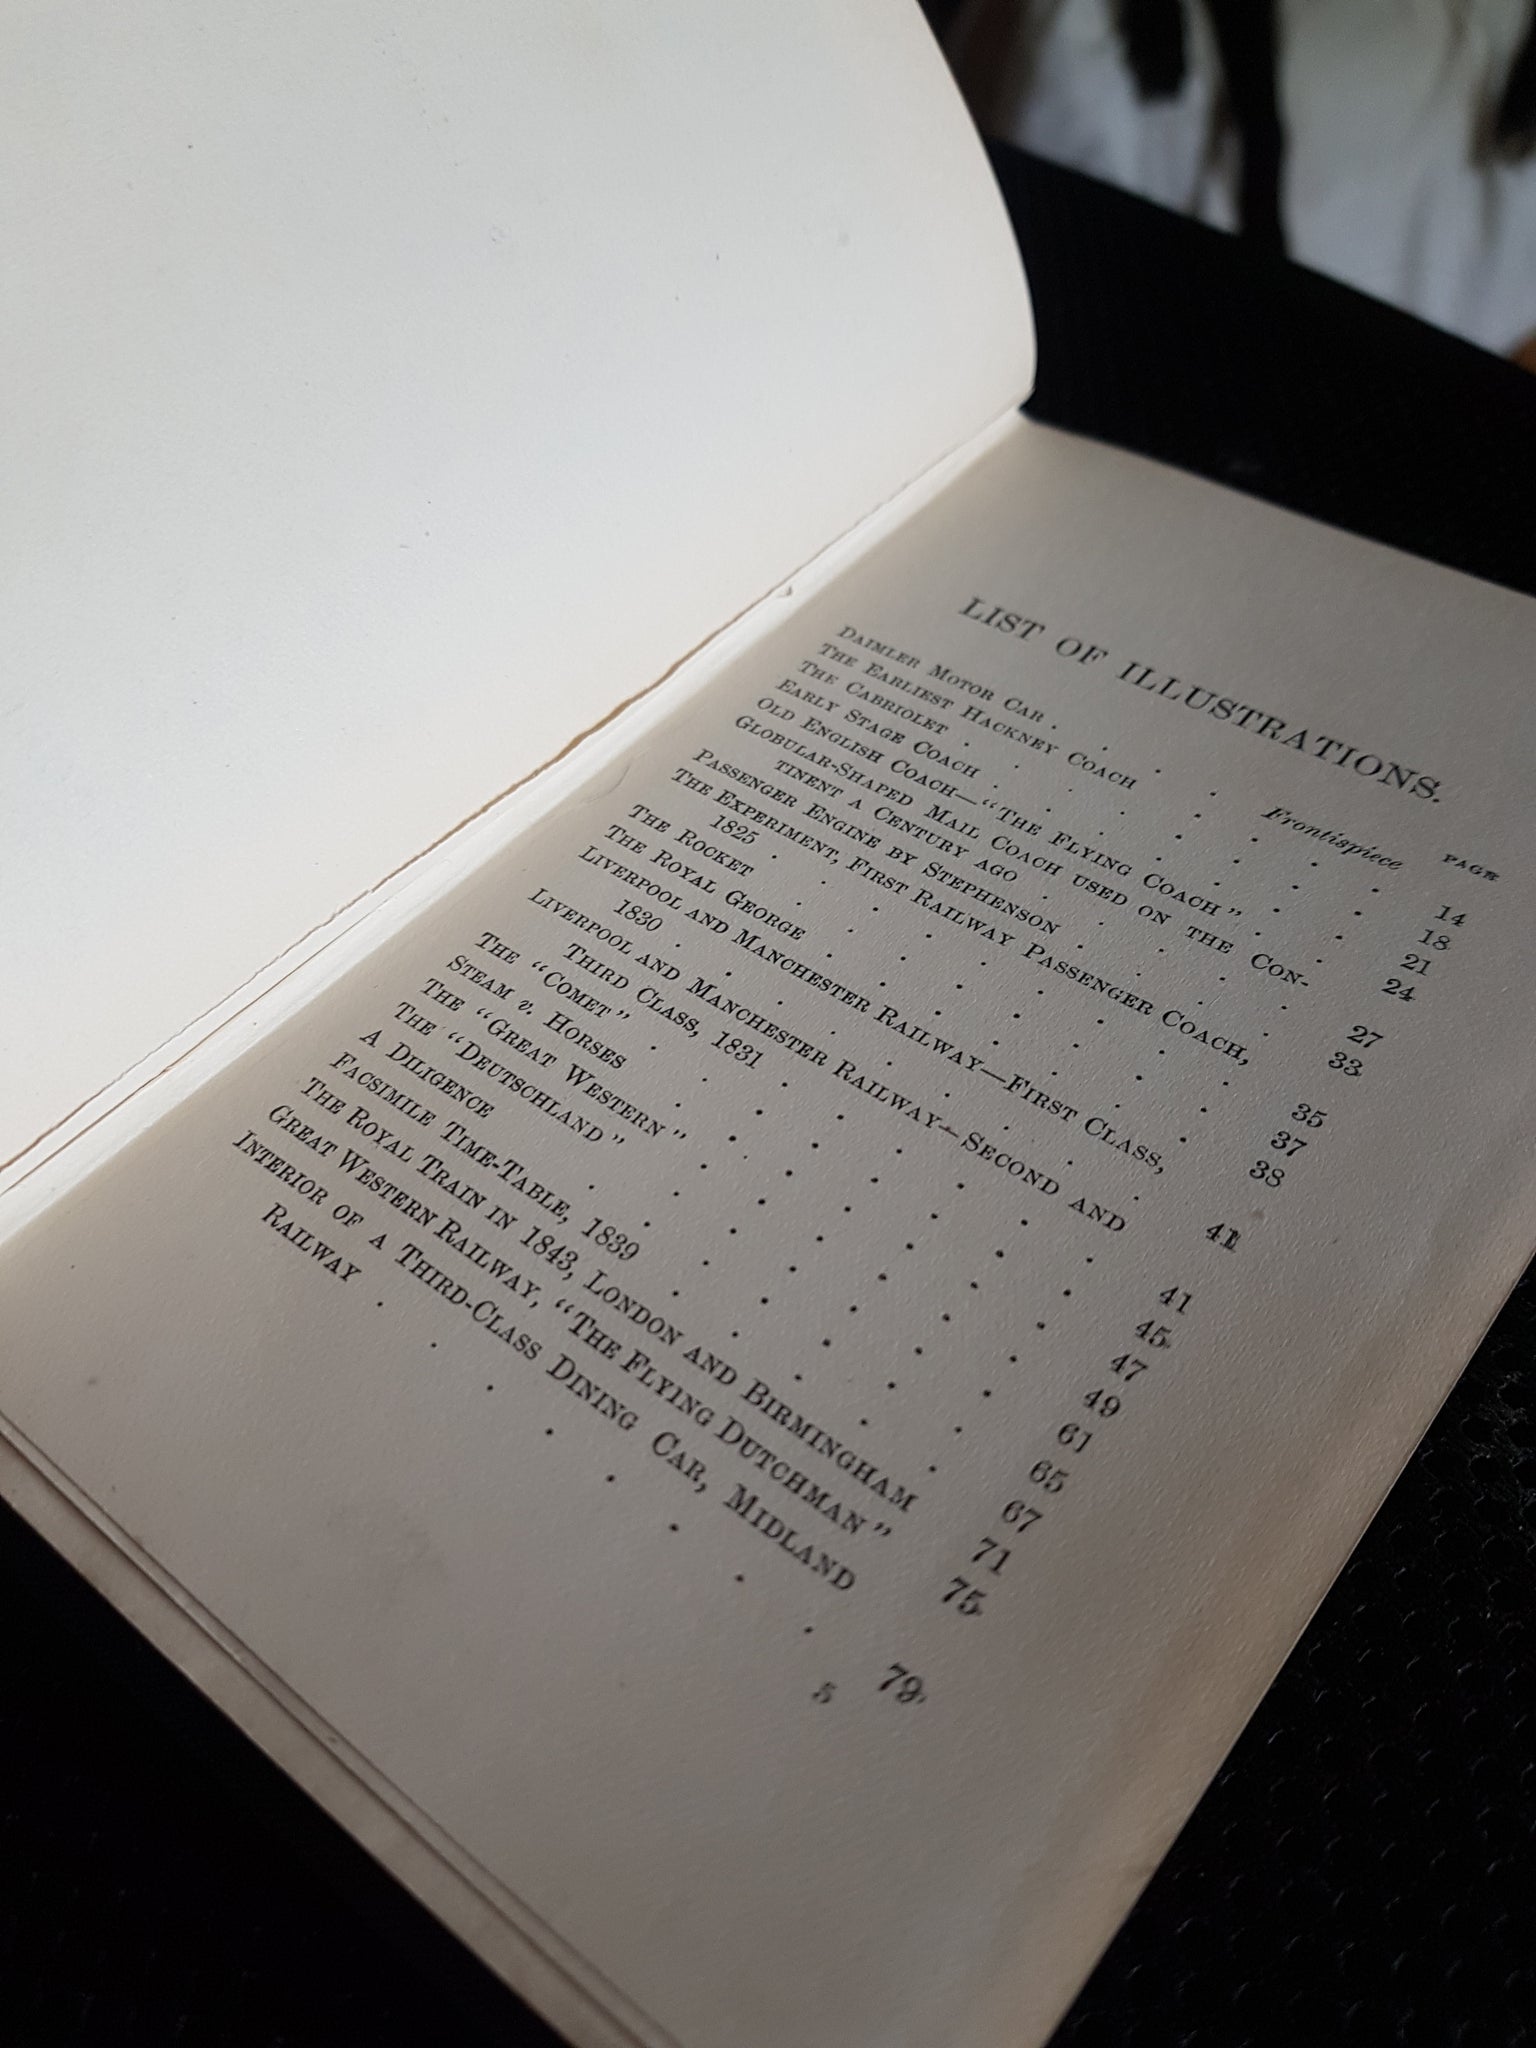 LIST OF ILLUSTRATIONS.
PAGE
DAIMLER MOTOR CAR . . . . Frontispiece
THE EARLIEST HACKNEY COACH . . . 14
THE CABRIOLET . . . . . 18
EARLY STAGE COACH . . . . . 21
OLD ENGLISH COACH—"THE FLYING COACH" . . . 24
GLOBULAR-SHAPED MAIL COACH USED ON THE CON-
TINENT A CENTURY AGO . . . . 27
PASSENGER ENGINE BY STEPHENSON . . . . 33
THE EXPERIMENT, FIRST RAILWAY PASSENGER COACH,
1825 . . . . . . . 35
THE ROCKET . . . . . . 37
THE ROYAL GEORGE . . . . . 38
LIVERPOOL AND MANCHESTER RAILWAY—FIRST CLASS,
1830 . . . . . . . 41
LIVERPOOL AND MANCHESTER RAILWAY—SECOND AND
THIRD CLASS, 1831 . . . . . 41
THE "COMET" . . . . . . 45
STEAM v. HORSES . . . . . . 47
THE "GREAT WESTERN" . . . . . 49
THE "DEUTSCHLAND" . . . . . 61
A DILIGENCE . . . . . . 65
FACSIMILE TIME-TABLE, 1839 . . . . 67
THE ROYAL TRAIN IN 1843, LONDON AND BIRMINGHAM 71
GREAT WESTERN RAILWAY, "THE FLYING DUTCHMAN" 75
INTERIOR OF A THIRD-CLASS DINING CAR, MIDLAND
RAILWAY . . . . . . . . 79
5